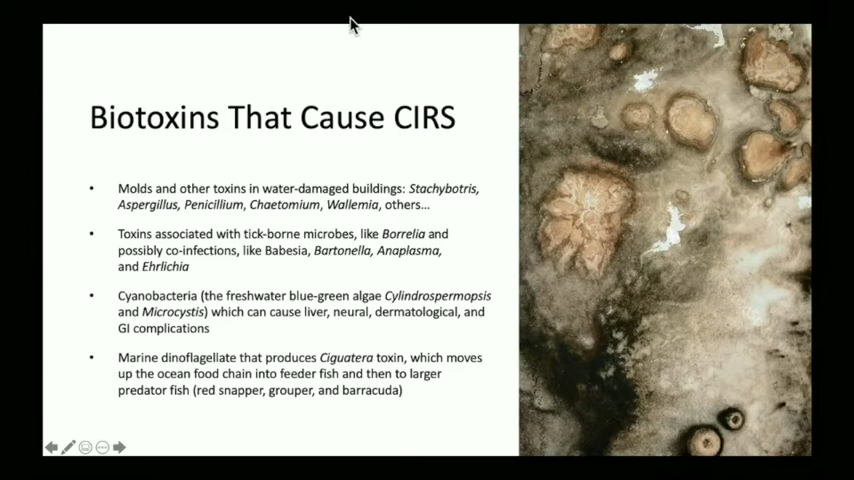 Biotoxins That Cause CIRS
• Molds and other toxins in water-damaged buildings: Stachybotris,
Aspergillus, Penicillium, Chaetomium, Wallemia, others...
• Toxins associated with tick-borne microbes, like Borrelia and
possibly co-infections, like Babesia, Bartonella, Anaplasma,
and Ehrlichia
• Cyanobacteria (the freshwater blue-green algae Cylindrospermopsis
and Microcystis) which can cause liver, neural, dermatological, and
GI complications
• Marine dinoflagellate that produces Ciguatera toxin, which moves
up the ocean food chain into feeder fish and then to larger
predator fish (red snapper, grouper, and barracuda)